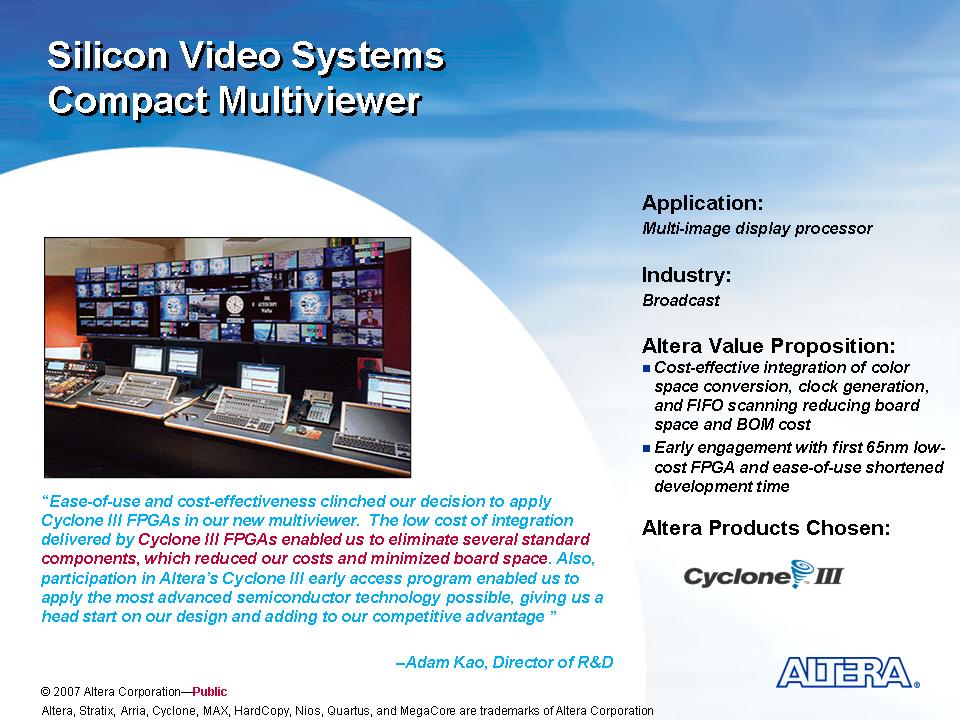 Silicon Video Systems
Compact Multiviewer
Application:
Multi-image display processor
Industry:
Broadcast
Altera Value Proposition:
Cost-effective integration of color
space conversion, clock generation,
and FIFO scanning reducing board
space and BOM cost
Early engagement with first 65nm low-
cost FPGA and ease-of-use shortened
development time
Altera Products Chosen:
Cyclone III
"Ease-of-use and cost-effectiveness clinched our decision to apply
Cyclone III FPGAs in our new multiviewer.  The low cost of integration
delivered by Cyclone III FPGAs enabled us to eliminate several standard
components, which reduced our costs and minimized board space. Also,
participation in Altera's Cyclone III early access program enabled us to
apply the most advanced semiconductor technology possible, giving us a
head start on our design and adding to our competitive advantage "
–Adam Kao, Director of R&D
ALTERA®
© 2007 Altera Corporation—Public
Altera, Stratix, Arria, Cyclone, MAX, HardCopy, Nios, Quartus, and MegaCore are trademarks of Altera Corporation